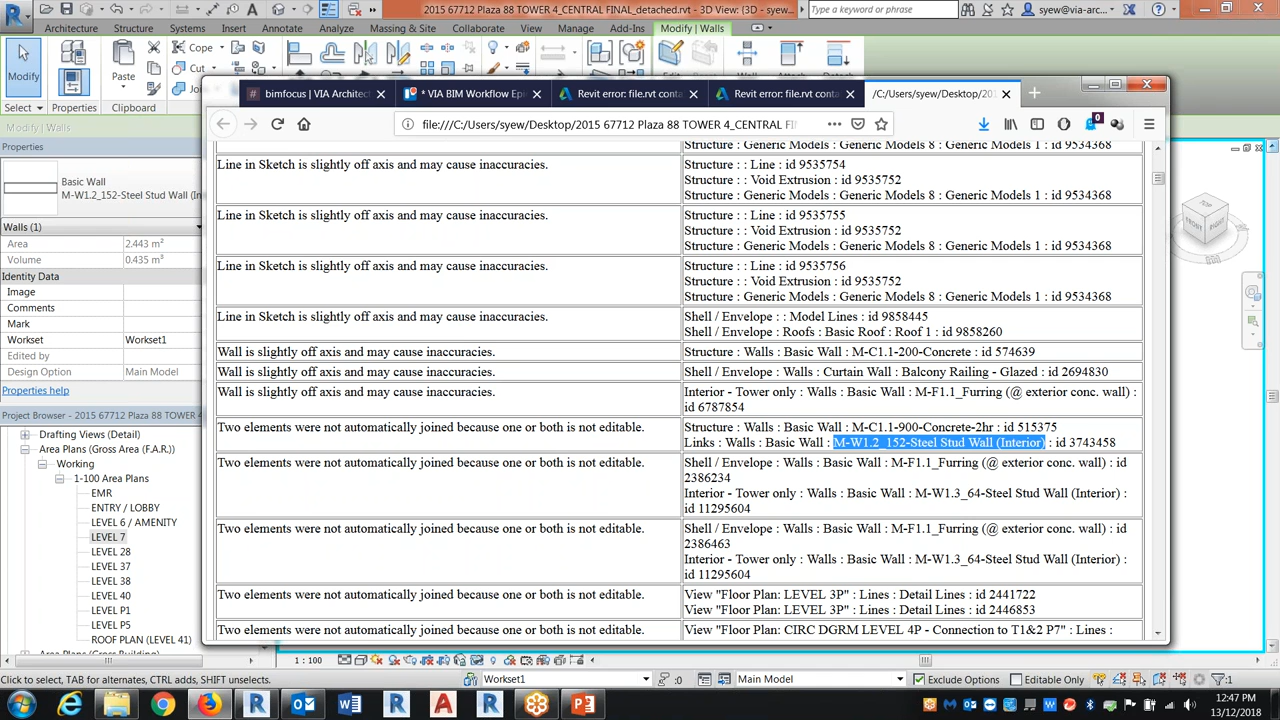 2015 67712 Plaza 88 TOWER 4_CENTRAL FINAL_detached.rvt - 3D View: {3D - syew@via-arc...
Type a keyword or phrase
syew@via-arc...
Architecture Structure Systems Insert Annotate Analyze Massing & Site Collaborate View Manage Add-Ins Modify | Walls
Modify
Paste
Cope
Cut
Select Properties Clipboard
Modify | Walls
bimfocus | VIA Architect
* VIA BIM Workflow Epi
Revit error: file.rvt conta
Revit error: file.rvt conta
/C:/Users/syew/Desktop/201
file:///C:/Users/syew/Desktop/2015 67712 Plaza 88 TOWER 4_CENTRAL FI
0
Properties
Basic Wall
M-W1.2_152-Steel Stud Wall (In
Walls (1)
Area 2.443 m²
Volume 0.435 m³
Identity Data
Image
Comments
Mark
Workset Workset1
Edited by
Design Option Main Model
Properties help
Project Browser - 2015 67712 Plaza 88 TOWER 4
Drafting Views (Detail)
Area Plans (Gross Area (F.A.R.))
Working
1-100 Area Plans
EMR
ENTRY / LOBBY
LEVEL 6 / AMENITY
LEVEL 7
LEVEL 28
LEVEL 37
LEVEL 38
LEVEL 40
LEVEL P1
LEVEL P5
ROOF PLAN (LEVEL 41)
Area Plans (Gross Building)
Structure : Generic Models : Generic Models 8 : Generic Models 1 : id 9534368
Line in Sketch is slightly off axis and may cause inaccuracies.
Structure : : Line : id 9535754
Structure : : Void Extrusion : id 9535752
Structure : Generic Models : Generic Models 8 : Generic Models 1 : id 9534368
Line in Sketch is slightly off axis and may cause inaccuracies.
Structure : : Line : id 9535755
Structure : : Void Extrusion : id 9535752
Structure : Generic Models : Generic Models 8 : Generic Models 1 : id 9534368
Line in Sketch is slightly off axis and may cause inaccuracies.
Structure : : Line : id 9535756
Structure : : Void Extrusion : id 9535752
Structure : Generic Models : Generic Models 8 : Generic Models 1 : id 9534368
Line in Sketch is slightly off axis and may cause inaccuracies.
Shell / Envelope : : Model Lines : id 9858445
Shell / Envelope : Roofs : Basic Roof : Roof 1 : id 9858260
Wall is slightly off axis and may cause inaccuracies.
Structure : Walls : Basic Wall : M-C1.1-200-Concrete : id 574639
Wall is slightly off axis and may cause inaccuracies.
Shell / Envelope : Walls : Curtain Wall : Balcony Railing - Glazed : id 2694830
Wall is slightly off axis and may cause inaccuracies.
Interior - Tower only : Walls : Basic Wall : M-F1.1_Furring (@ exterior conc. wall) :
id 6787854
Two elements were not automatically joined because one or both is not editable.
Structure : Walls : Basic Wall : M-C1.1-900-Concrete-2hr : id 515375
Links : Walls : Basic Wall : M-W1.2_152-Steel Stud Wall (Interior) : id 3743458
Two elements were not automatically joined because one or both is not editable.
Shell / Envelope : Walls : Basic Wall : M-F1.1_Furring (@ exterior conc. wall) : id
2386234
Interior - Tower only : Walls : Basic Wall : M-W1.3_64-Steel Stud Wall (Interior) :
id 11295604
Two elements were not automatically joined because one or both is not editable.
Shell / Envelope : Walls : Basic Wall : M-F1.1_Furring (@ exterior conc. wall) : id
2386463
Interior - Tower only : Walls : Basic Wall : M-W1.3_64-Steel Stud Wall (Interior) :
id 11295604
Two elements were not automatically joined because one or both is not editable.
View "Floor Plan: LEVEL 3P" : Lines : Detail Lines : id 2441722
View "Floor Plan: LEVEL 3P" : Lines : Detail Lines : id 2446853
Two elements were not automatically joined because one or both is not editable.
View "Floor Plan: CIRC DGRM LEVEL 4P - Connection to T1&2 P7" : Lines :
TOP
FRONT
RIGHT
1 : 100
Click to select, TAB for alternates, CTRL adds, SHIFT unselects.
Workset1
:0
Main Model
Exclude Options
Editable Only
:1
12:47 PM
13/12/2018